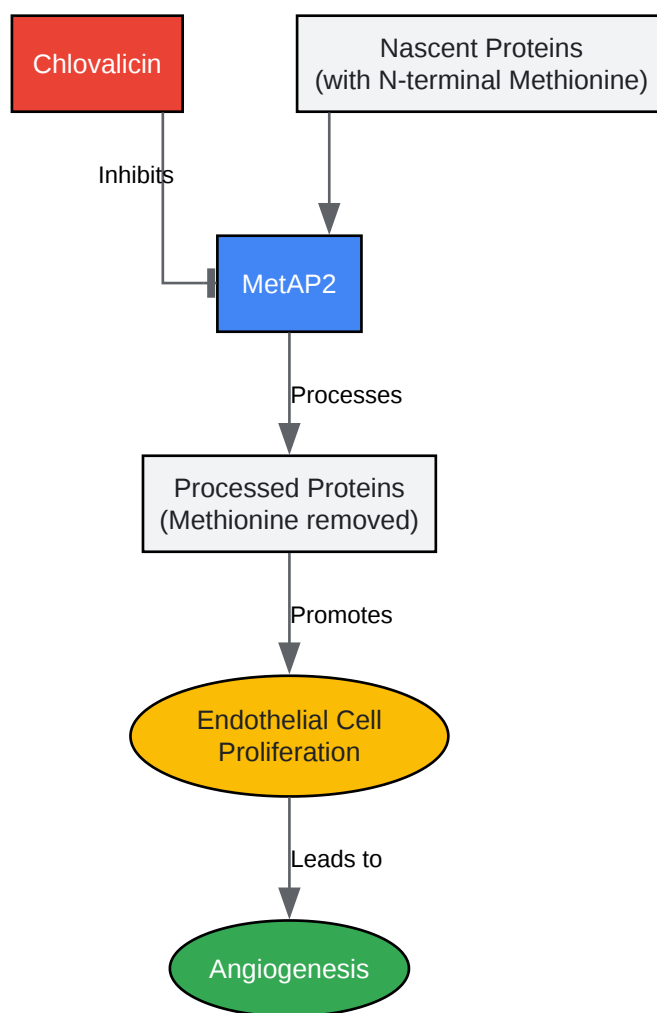 Chlovalicin
Nascent Proteins
(with N-terminal Methionine)
Inhibits
MetAP2
Processes
Processed Proteins
(Methionine removed)
Promotes
Endothelial Cell
Proliferation
Leads to
Angiogenesis